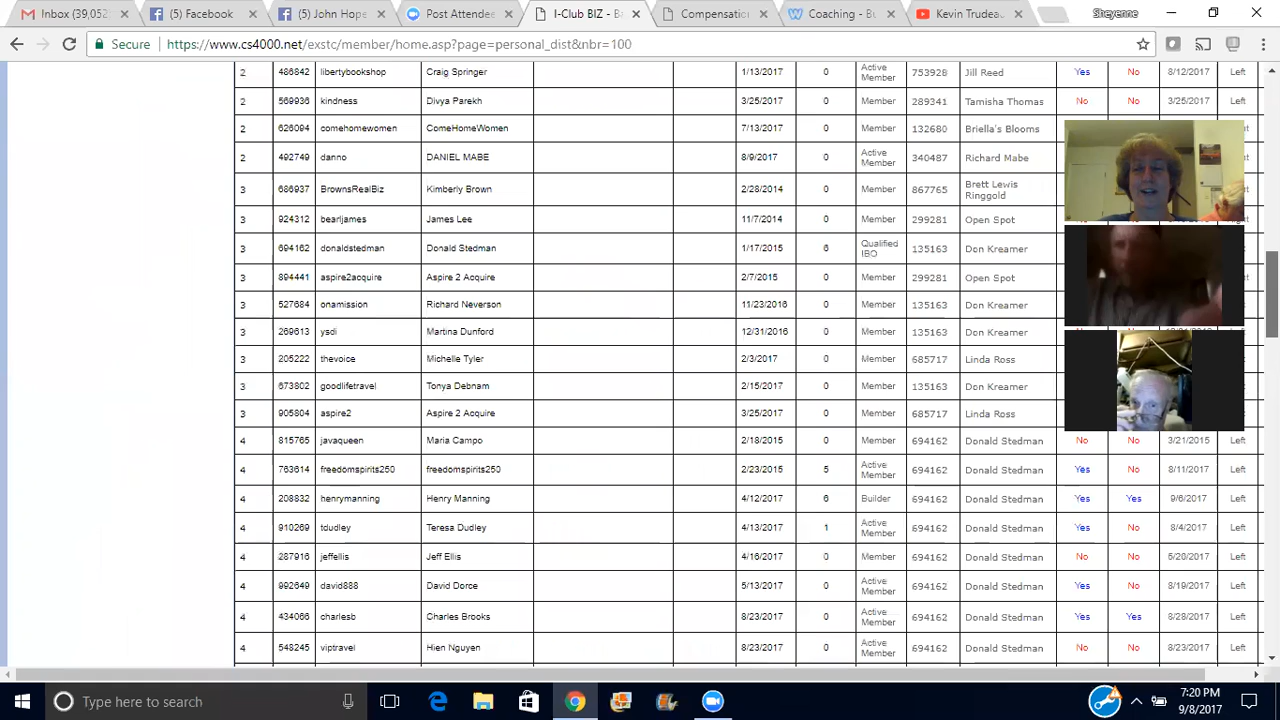 Inbox (39,052
(5) Facebook
(5) John Hope
Post Attendee
I-Club BIZ - Ba
Compensation
Coaching - Bu
Kevin Trudeau
Sheyenne
Secure https://www.cs4000.net/exstc/member/home.asp?page=personal_dist&nbr=100
2 486842 libertybookshop Craig Springer 1/13/2017 0 Active Member 753928 Jill Reed Yes No 8/12/2017 Left
2 569936 kindness Divya Parekh 3/25/2017 0 Member 289341 Tamisha Thomas No No 3/25/2017 Left
2 626094 comehomewomen ComeHomeWomen 7/13/2017 0 Member 132680 Briella's Blooms
2 492749 danno DANIEL MABE 8/9/2017 0 Active Member 340487 Richard Mabe
3 686937 BrownsRealBiz Kimberly Brown 2/28/2014 0 Member 867765 Brett Lewis Ringgold
3 924312 bearljames James Lee 11/7/2014 0 Member 299281 Open Spot
3 694162 donaldstedman Donald Stedman 1/17/2015 6 Qualified IBO 135163 Don Kreamer
3 894441 aspire2acquire Aspire 2 Acquire 2/7/2015 0 Member 299281 Open Spot
3 527684 onamission Richard Neverson 11/23/2016 0 Member 135163 Don Kreamer
3 269613 ysdi Martina Dunford 12/31/2016 0 Member 135163 Don Kreamer
3 205222 thevoice Michelle Tyler 2/3/2017 0 Member 685717 Linda Ross
3 673802 goodlifetravel Tonya Debnam 2/15/2017 0 Member 135163 Don Kreamer
3 905804 aspire2 Aspire 2 Acquire 3/25/2017 0 Member 685717 Linda Ross
4 815765 javaqueen Maria Campo 2/18/2015 0 Member 694162 Donald Stedman No No 3/21/2015 Left
4 763614 freedomspirits250 freedomspirits250 2/23/2015 5 Active Member 694162 Donald Stedman Yes No 8/11/2017 Left
4 208832 henrymanning Henry Manning 4/12/2017 6 Builder 694162 Donald Stedman Yes Yes 9/6/2017 Left
4 910269 tdudley Teresa Dudley 4/13/2017 1 Active Member 694162 Donald Stedman Yes No 8/4/2017 Left
4 287916 jeffellis Jeff Ellis 4/16/2017 0 Member 694162 Donald Stedman No No 5/28/2017 Left
4 992649 david888 David Dorce 5/13/2017 0 Active Member 694162 Donald Stedman Yes No 8/19/2017 Left
4 434066 charlesb Charles Brooks 8/23/2017 0 Active Member 694162 Donald Stedman Yes Yes 8/28/2017 Left
4 548245 viptravel Hien Nguyen 8/23/2017 0 Active Member 694162 Donald Stedman No No 8/23/2017 Left
Type here to search
7:20 PM
9/8/2017